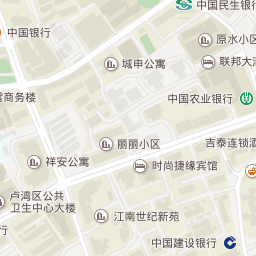 中国民生银行
中国银行
原水小区
城申公寓
联邦大
营商务楼
中国农业银行
丽丽小区
吉泰连锁酒
祥安公寓
时尚捷缘宾馆
卢湾区公共
卫生中心大楼
江南世纪新苑
中国建设银行